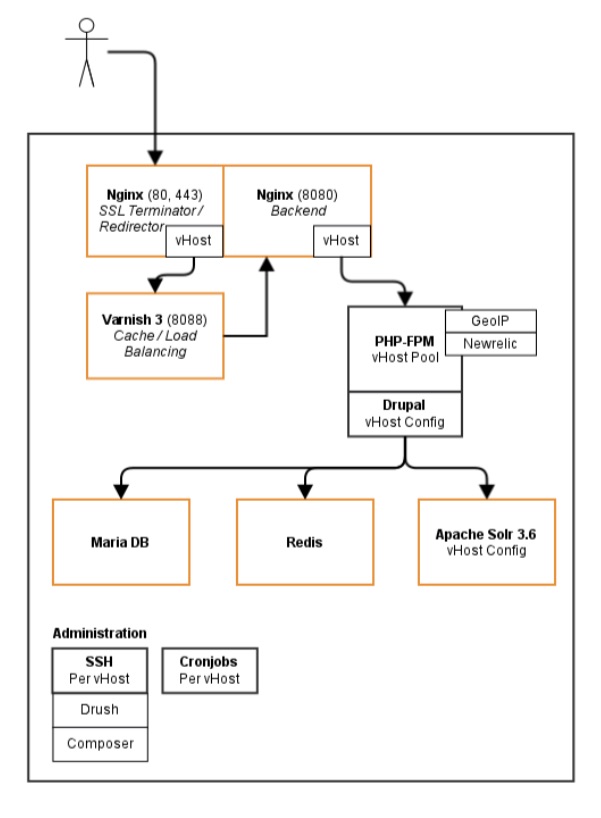 Nginx (80, 443)
SSL Terminator /
Redirector
vHost
Nginx (8080)
Backend
vHost
Varnish 3 (8088)
Cache / Load
Balancing
GeoIP
Newrelic
PHP-FPM
vHost Pool
Drupal
vHost Config
Maria DB
Redis
Apache Solr 3.6
vHost Config
Administration
SSH
Per vHost
Drush
Composer
Cronjobs
Per vHost